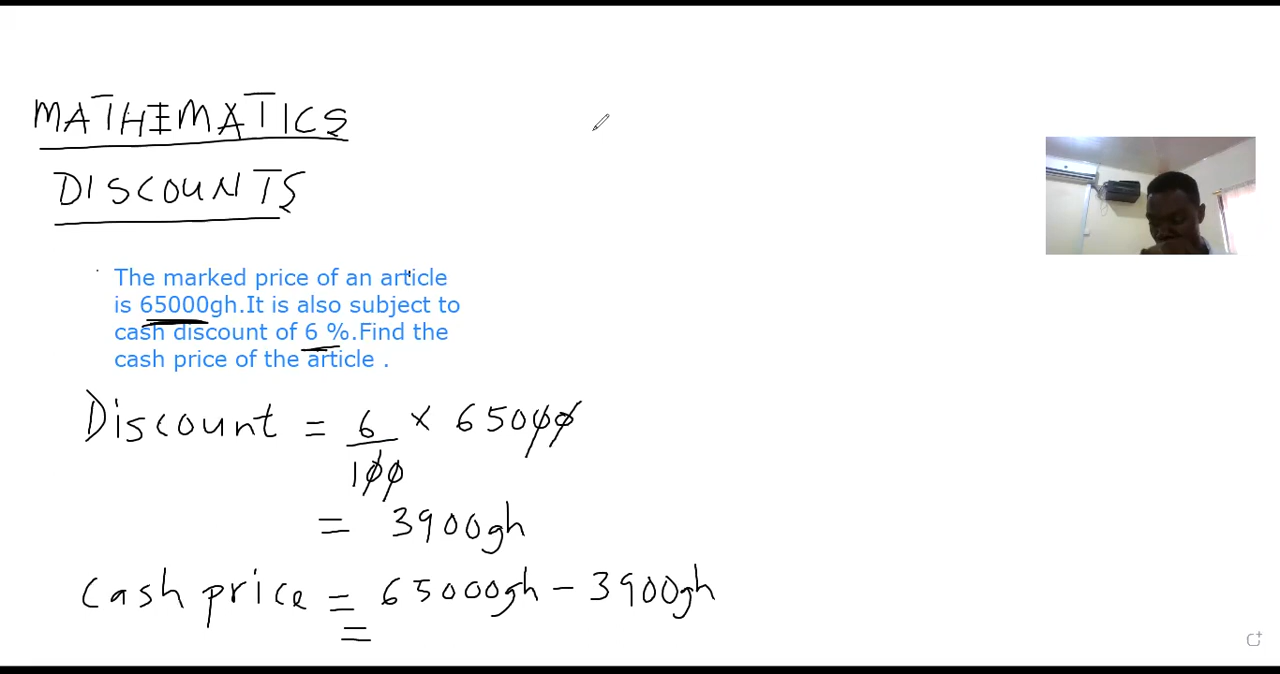 MATHEMATICS
DISCOUNTS
The marked price of an article
is 65000gh.It is also subject to
cash discount of 6 %.Find the
cash price of the article .
Discount = 6/100 × 65000
= 3900gh
Cash price = 65000gh - 3900gh
=